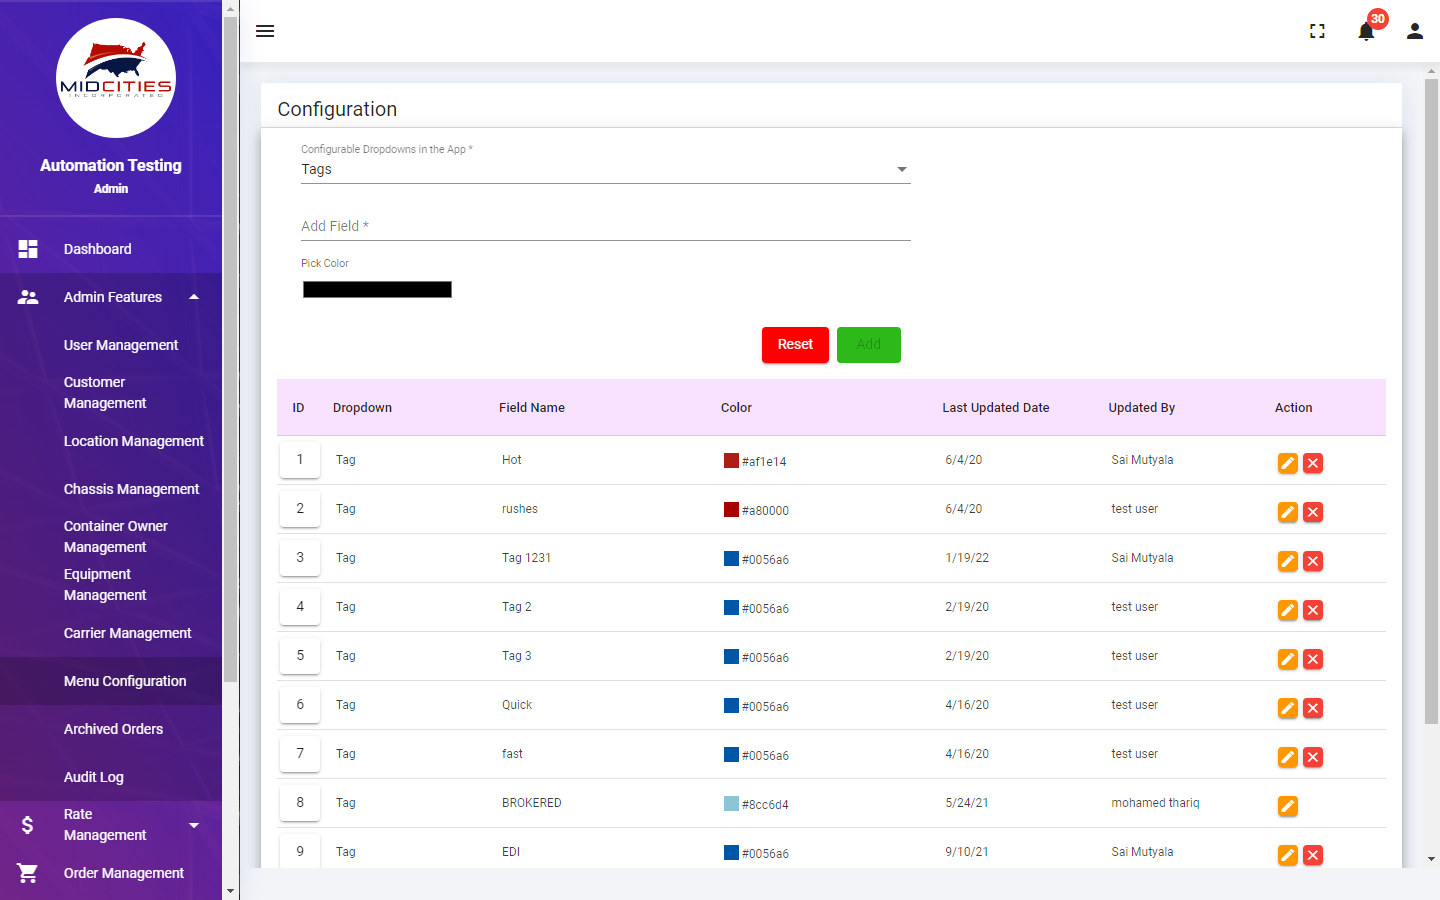 MIDCITIES
INCORPORATED
Automation Testing
Admin
Dashboard
Admin Features
User Management
Customer
Management
Location Management
Chassis Management
Container Owner
Management
Equipment
Management
Carrier Management
Menu Configuration
Archived Orders
Audit Log
Rate
Management
Order Management
30
Configuration
Configurable Dropdowns in the App *
Tags
Add Field *
Pick Color
Reset Add
ID Dropdown Field Name Color Last Updated Date Updated By Action
1 Tag Hot #af1e14 6/4/20 Sai Mutyala
2 Tag rushes #a80000 6/4/20 test user
3 Tag Tag 1231 #0056a6 1/19/22 Sai Mutyala
4 Tag Tag 2 #0056a6 2/19/20 test user
5 Tag Tag 3 #0056a6 2/19/20 test user
6 Tag Quick #0056a6 4/16/20 test user
7 Tag fast #0056a6 4/16/20 test user
8 Tag BROKERED #8cc6d4 5/24/21 mohamed thariq
9 Tag EDI #0056a6 9/10/21 Sai Mutyala